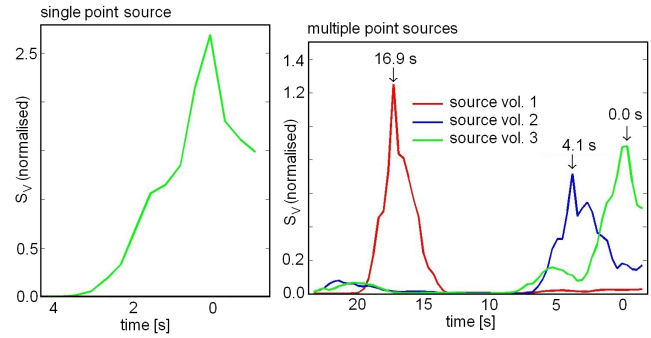 single point source
S_V (normalised)
2.5
1.5
0.5
0.0
4 2 0
time [s]
multiple point sources
S_V (normalised)
1.4
1.2
0.2
0.0
16.9 s
source vol. 1
source vol. 2
source vol. 3
4.1 s
0.0 s
20 15 10 5 0
time [s]